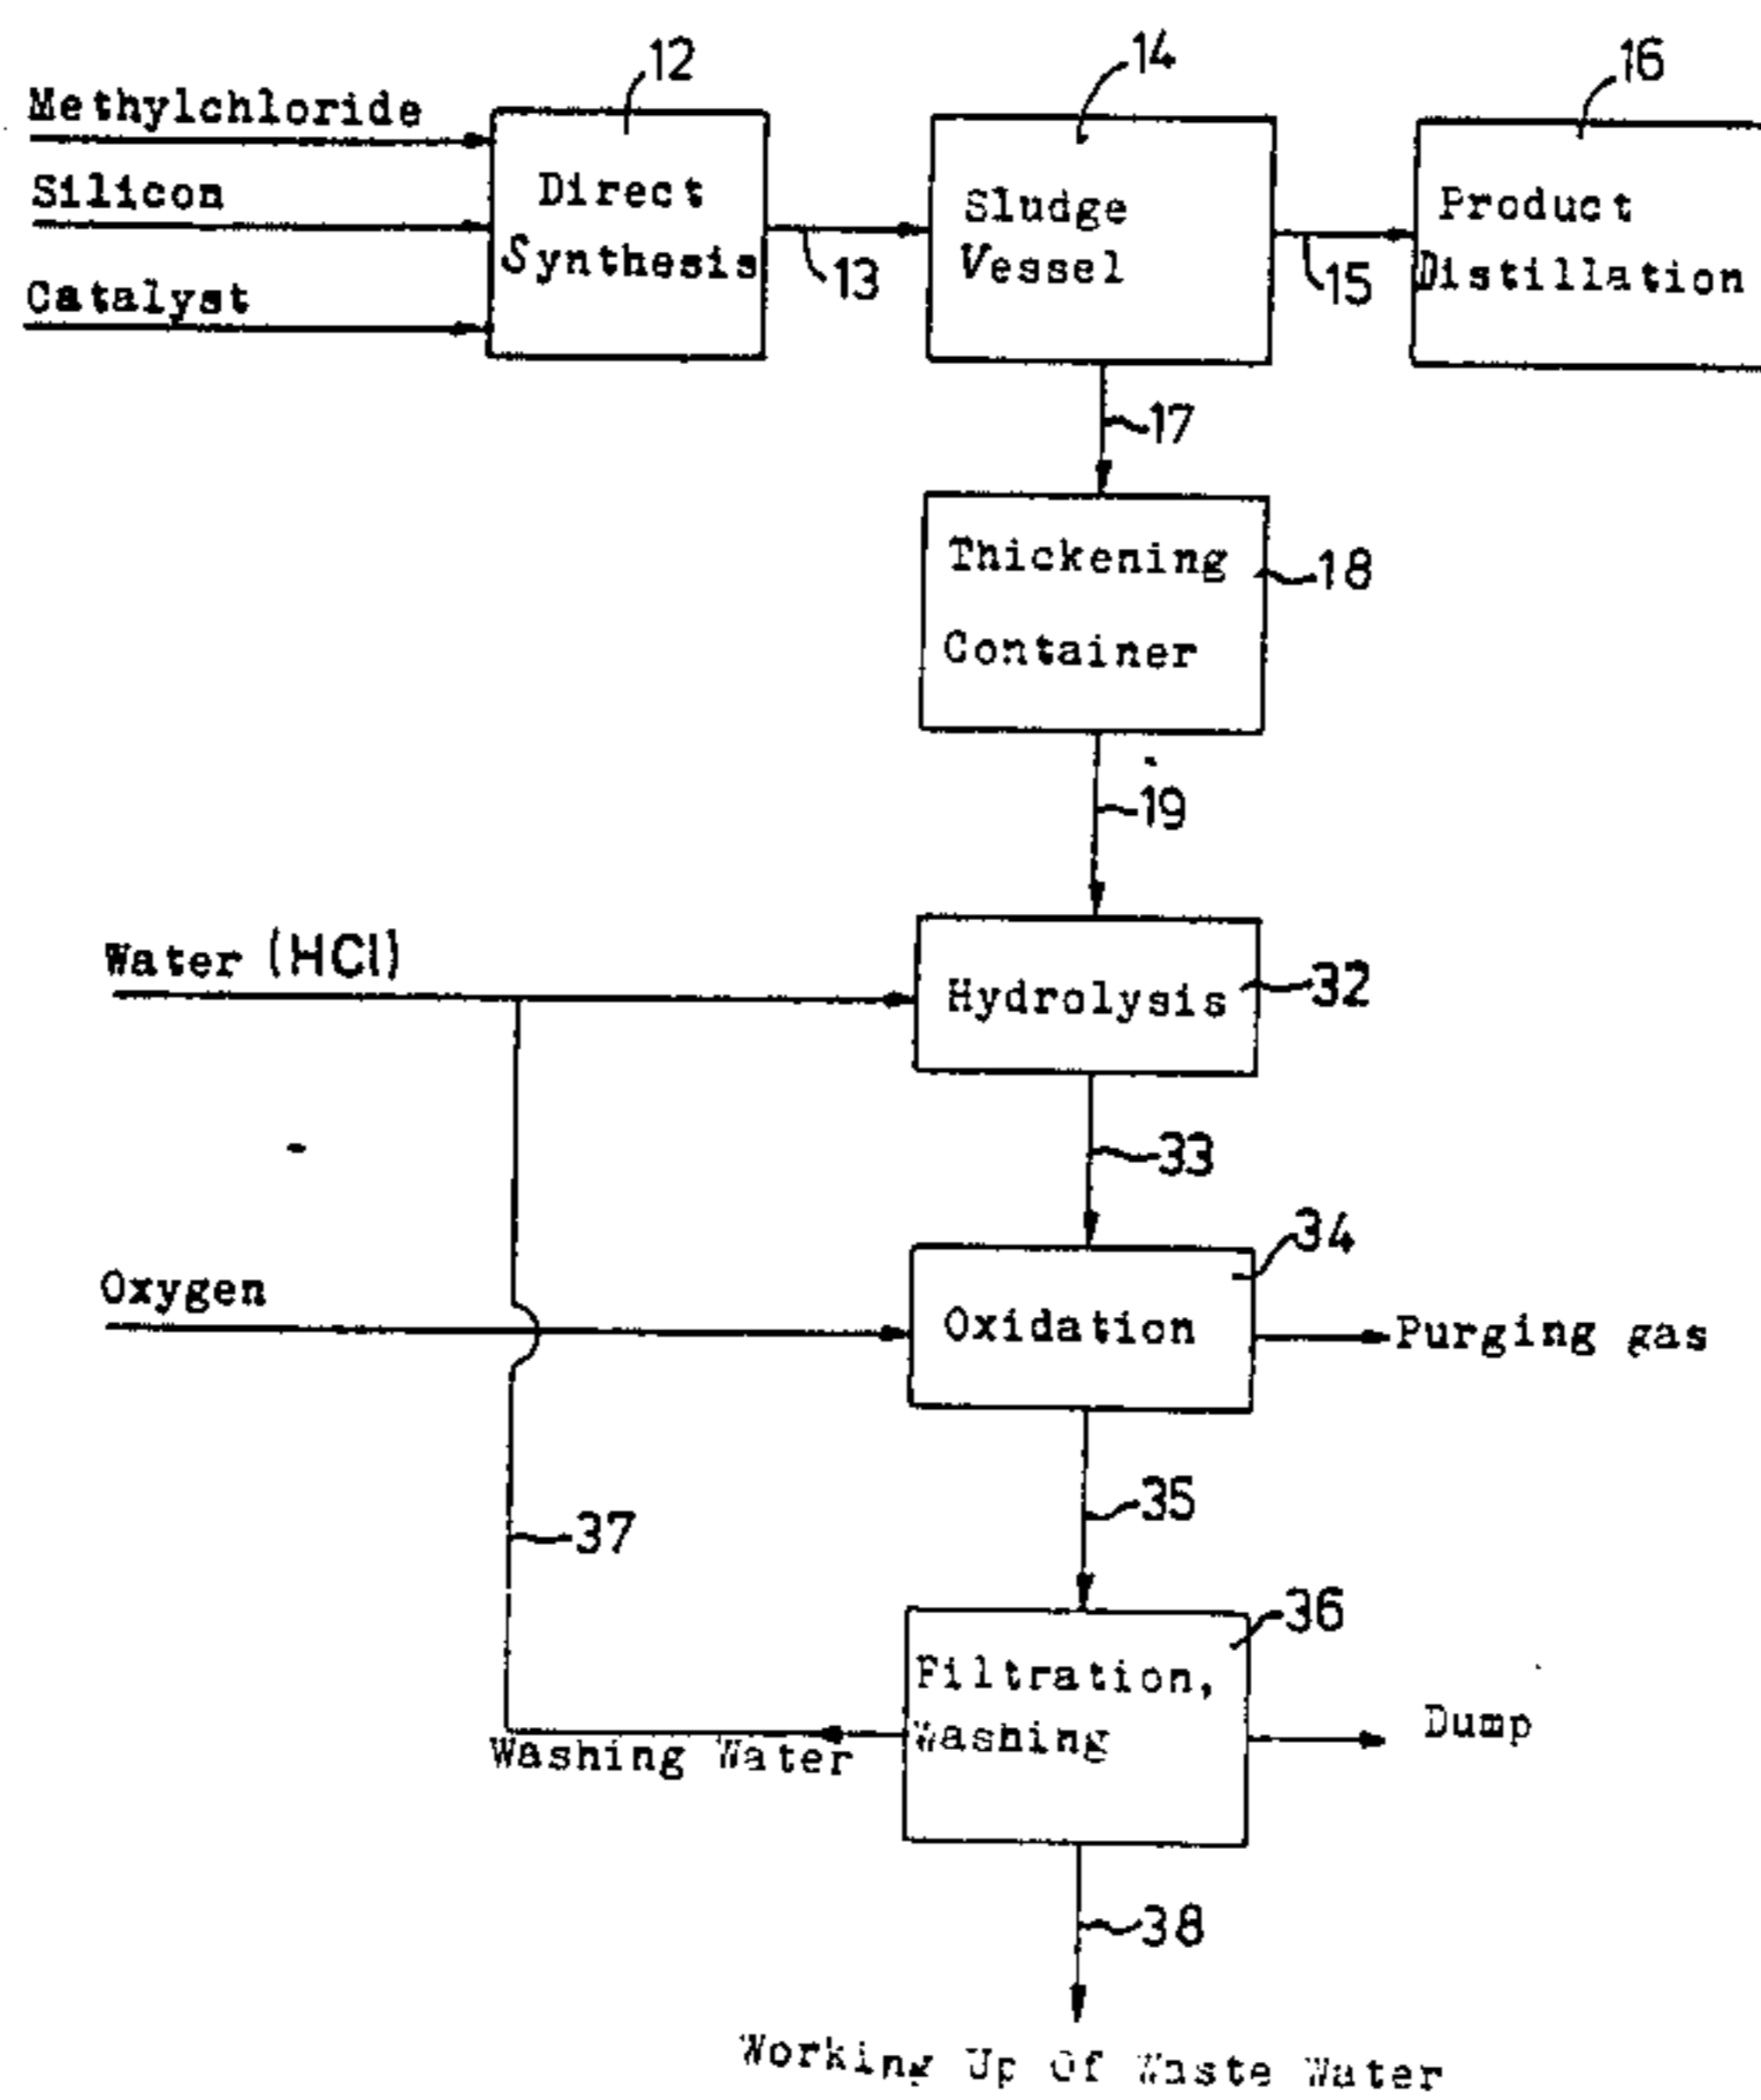 12
14
16
Methylchloride
Silicon
Catalyst
Direct
Synthesis
13
Sludge
Vessel
15
Product
Distillation
17
Thickening
Container
18
19
Water (HCl)
Hydrolysis
32
33
34
Oxygen
Oxidation
Purging gas
35
37
36
Filtration,
Washing
Dump
Washing Water
38
Working Up Of Waste Water